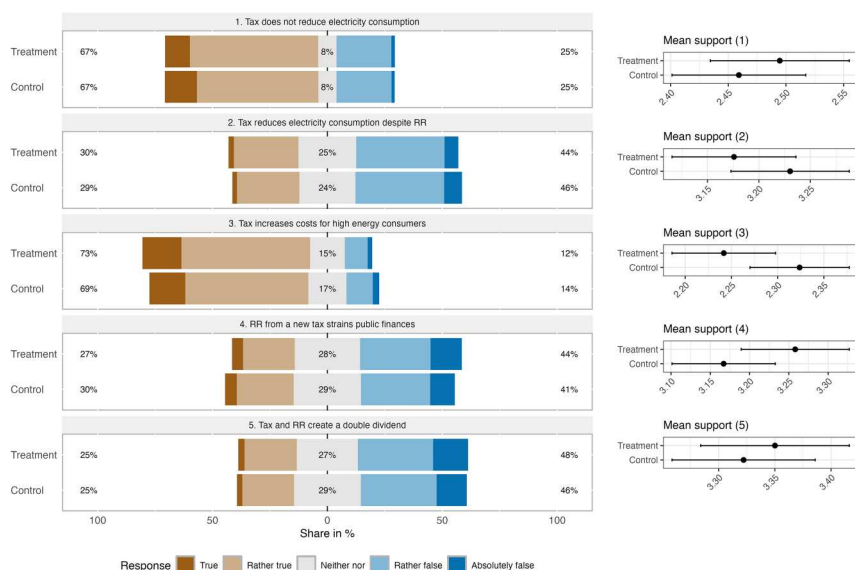 1. Tax does not reduce electricity consumption
Treatment 67% 8% 25%
Control 67% 8% 25%
2. Tax reduces electricity consumption despite RR
Treatment 30% 25% 44%
Control 29% 24% 46%
3. Tax increases costs for high energy consumers
Treatment 73% 15% 12%
Control 69% 17% 14%
4. RR from a new tax strains public finances
Treatment 27% 28% 44%
Control 30% 29% 41%
5. Tax and RR create a double dividend
Treatment 25% 27% 48%
Control 25% 29% 46%
100 50 0 50 100
Share in %
Response True Rather true Neither nor Rather false Absolutely false
Mean support (1)
Treatment
Control
2.40 2.45 2.50 2.55
Mean support (2)
Treatment
Control
3.15 3.20 3.25
Mean support (3)
Treatment
Control
2.20 2.25 2.30 2.35
Mean support (4)
Treatment
Control
3.10 3.15 3.20 3.25 3.30
Mean support (5)
Treatment
Control
3.30 3.35 3.40